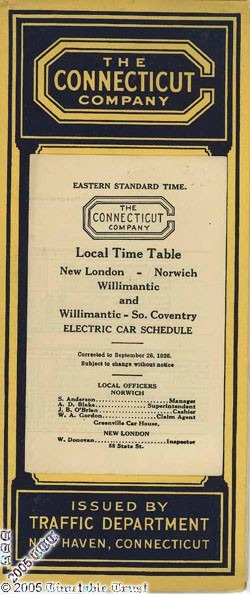 THE
CONNECTICUT
COMPANY
EASTERN STANDARD TIME.
THE
CONNECTICUT
COMPANY
Local Time Table
New London - Norwich
Willimantic
and
Willimantic - So. Coventry
ELECTRIC CAR SCHEDULE
Corrected to September 26, 1926.
Subject to change without notice
LOCAL OFFICERS
NORWICH
S. Anderson, Manager
A. D. Blake, Superintendent
J. B. O'Brien, Cashier
W. A. Gordon, Claim Agent
Greenville Car House,
NEW LONDON
W. Donovan, Inspector
58 State St.
ISSUED BY
TRAFFIC DEPARTMENT
NEW HAVEN, CONNECTICUT
© 2005 Timetable Trust